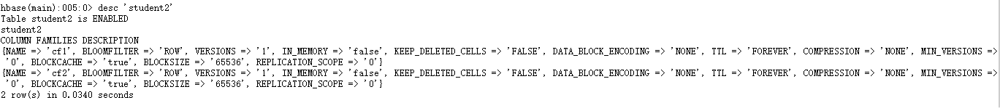 hbase(main):005:0> desc 'student2'
Table student2 is ENABLED
student2
COLUMN FAMILIES DESCRIPTION
{NAME => 'cf1', BLOOMFILTER => 'ROW', VERSIONS => '1', IN_MEMORY => 'false', KEEP_DELETED_CELLS => 'FALSE', DATA_BLOCK_ENCODING => 'NONE', TTL => 'FOREVER', COMPRESSION => 'NONE', MIN_VERSIONS =>
'0', BLOCKCACHE => 'true', BLOCKSIZE => '65536', REPLICATION_SCOPE => '0'}
{NAME => 'cf2', BLOOMFILTER => 'ROW', VERSIONS => '1', IN_MEMORY => 'false', KEEP_DELETED_CELLS => 'FALSE', DATA_BLOCK_ENCODING => 'NONE', TTL => 'FOREVER', COMPRESSION => 'NONE', MIN_VERSIONS =>
'0', BLOCKCACHE => 'true', BLOCKSIZE => '65536', REPLICATION_SCOPE => '0'}
2 row(s) in 0.0340 seconds